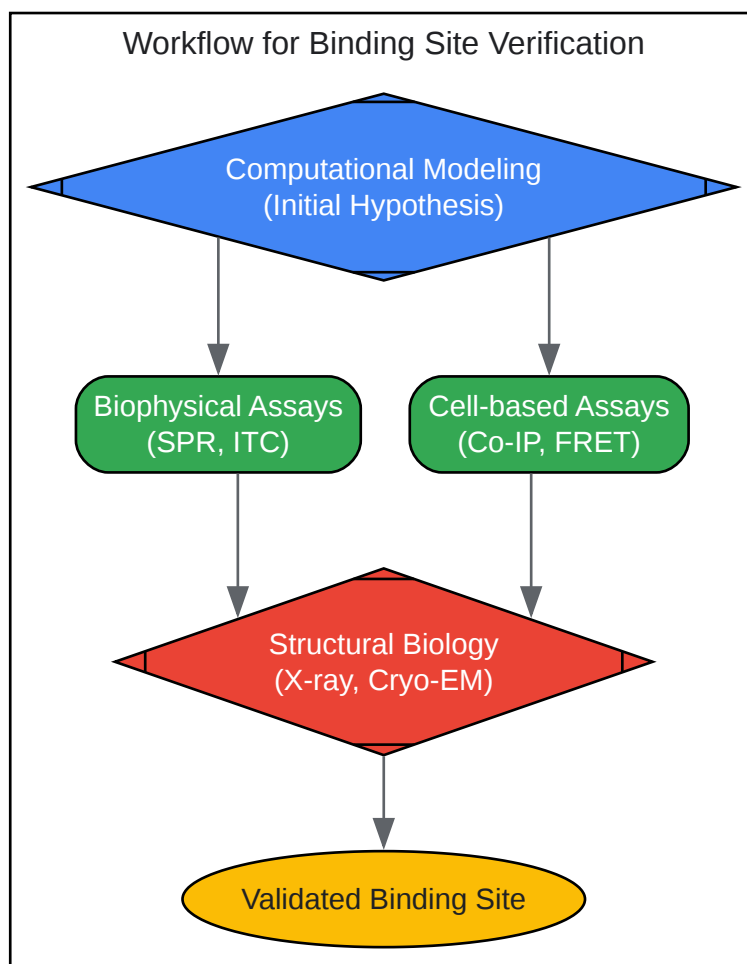 Workflow for Binding Site Verification
Computational Modeling
(Initial Hypothesis)
Biophysical Assays
(SPR, ITC)
Cell-based Assays
(Co-IP, FRET)
Structural Biology
(X-ray, Cryo-EM)
Validated Binding Site